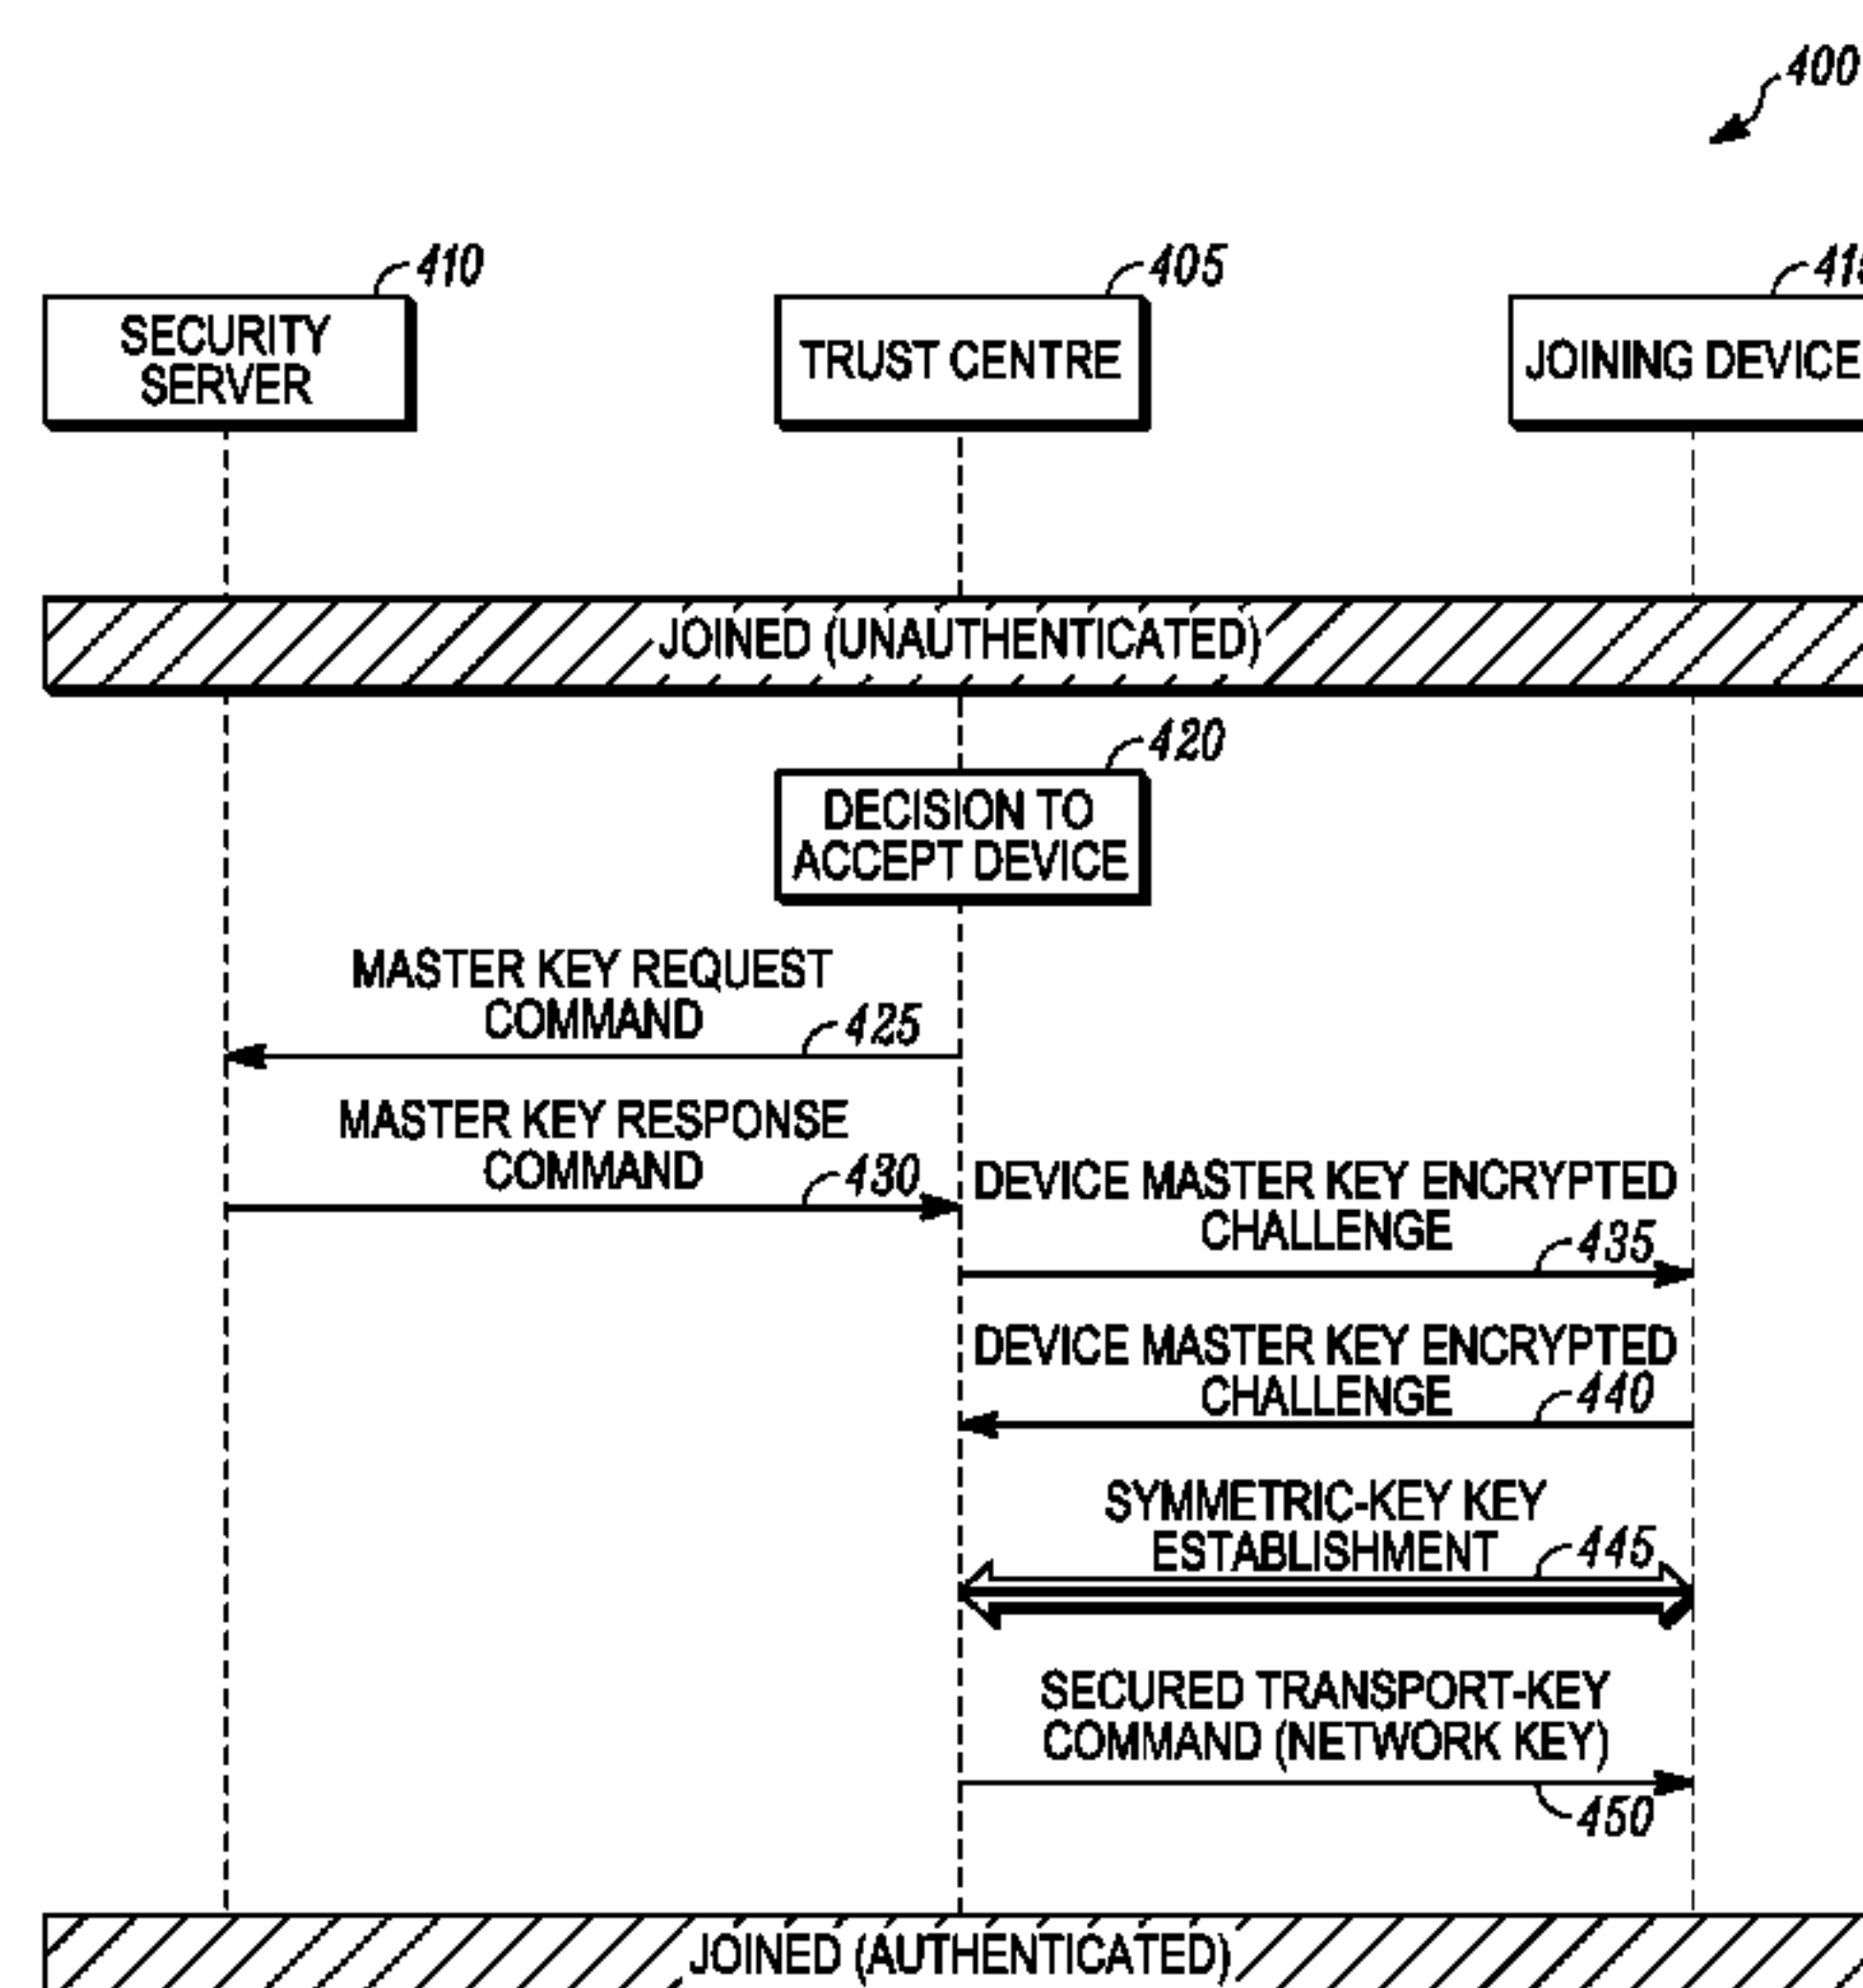 400
410
405
SECURITY
SERVER
TRUST CENTRE
JOINING DEVICE
JOINED (UNAUTHENTICATED)
420
DECISION TO
ACCEPT DEVICE
MASTER KEY REQUEST
COMMAND
425
MASTER KEY RESPONSE
COMMAND
430
DEVICE MASTER KEY ENCRYPTED
CHALLENGE
435
DEVICE MASTER KEY ENCRYPTED
CHALLENGE
440
SYMMETRIC-KEY KEY
ESTABLISHMENT
445
SECURED TRANSPORT-KEY
COMMAND (NETWORK KEY)
450
JOINED (AUTHENTICATED)